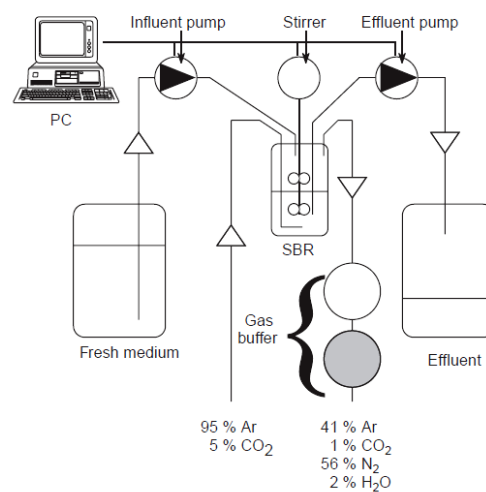 Influent pump
Stirrer
Effluent pump
PC
SBR
Gas
buffer
Fresh medium
Effluent
95 % Ar
5 % CO2
41 % Ar
1 % CO2
56 % N2
2 % H2O